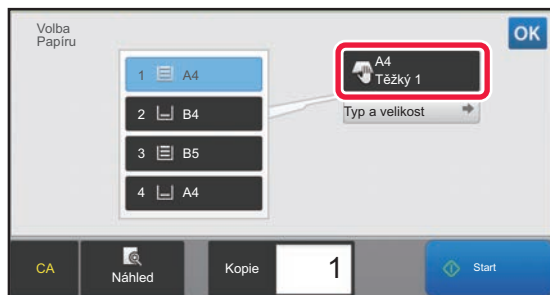 Volba
Papíru
OK
1 A4
2 B4
3 B5
4 A4
A4
Těžký 1
Typ a velikost
CA
Náhled
Kopie
1
Start